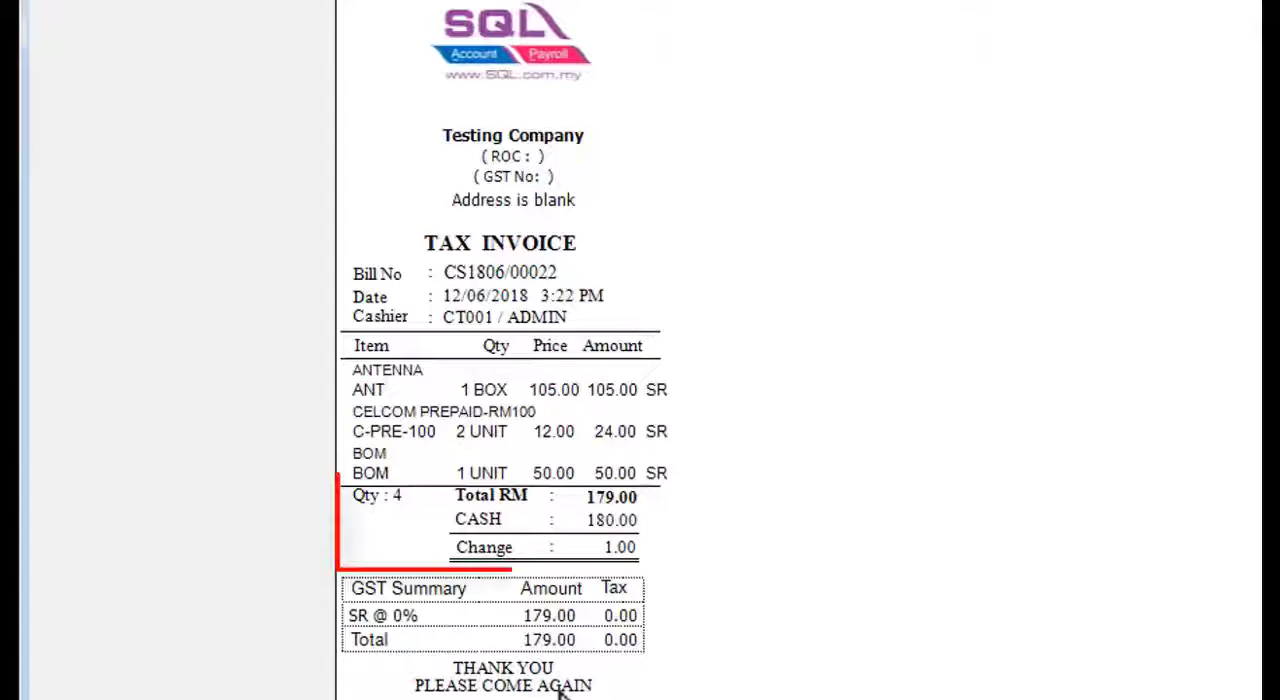 SQL
Account Payroll
www.SQL.com.my
Testing Company
( ROC : )
( GST No: )
Address is blank
TAX INVOICE
Bill No : CS1806/00022
Date : 12/06/2018 3:22 PM
Cashier : CT001 / ADMIN
Item Qty Price Amount
ANTENNA
ANT 1 BOX 105.00 105.00 SR
CELCOM PREPAID-RM100
C-PRE-100 2 UNIT 12.00 24.00 SR
BOM
BOM 1 UNIT 50.00 50.00 SR
Qty : 4 Total RM : 179.00
CASH : 180.00
Change : 1.00
GST Summary Amount Tax
SR @ 0% 179.00 0.00
Total 179.00 0.00
THANK YOU
PLEASE COME AGAIN